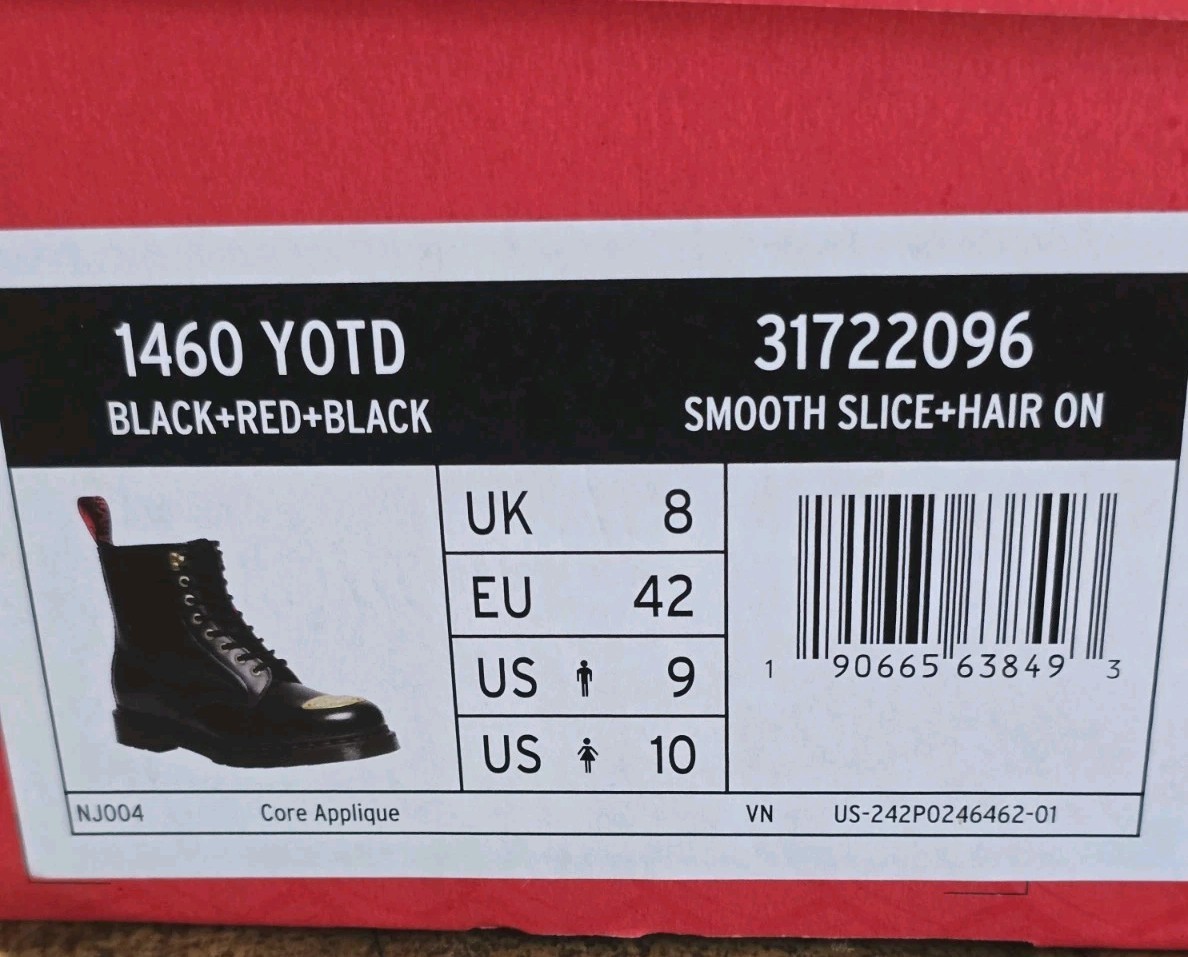 1460 YOTD
BLACK+RED+BLACK
31722096
SMOOTH SLICE+HAIR ON
UK 8
EU 42
US 9
US 10
1 90665 63849 3
NJ004 Core Applique
VN US-242P0246462-01